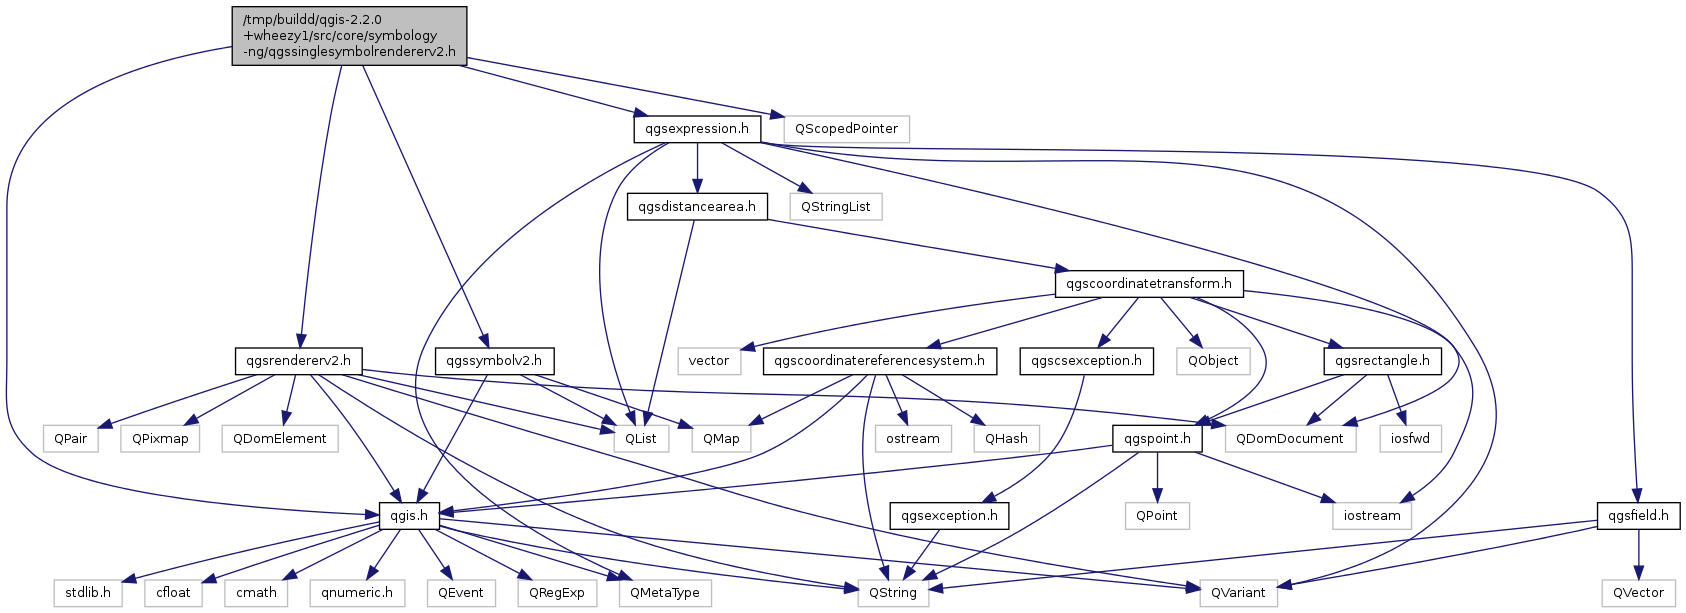 /tmp/buildd/qgis-2.2.0
+wheezy1/src/core/symbology
-ng/qgssinglesymbolrendererv2.h
qgsexpression.h
QScopedPointer
qgsdistancearea.h
QStringList
qgscoordinatetransform.h
qgsrendererv2.h
qgssymbolv2.h
vector
qgscoordinatereferencesystem.h
qgscsexception.h
QObject
qgsrectangle.h
QPair
QPixmap
QDomElement
QList
QMap
ostream
QHash
qgspoint.h
QDomDocument
iosfwd
qgis.h
qgsexception.h
QPoint
iostream
qgsfield.h
stdlib.h
cfloat
cmath
qnumeric.h
QEvent
QRegExp
QMetaType
QString
QVariant
QVector